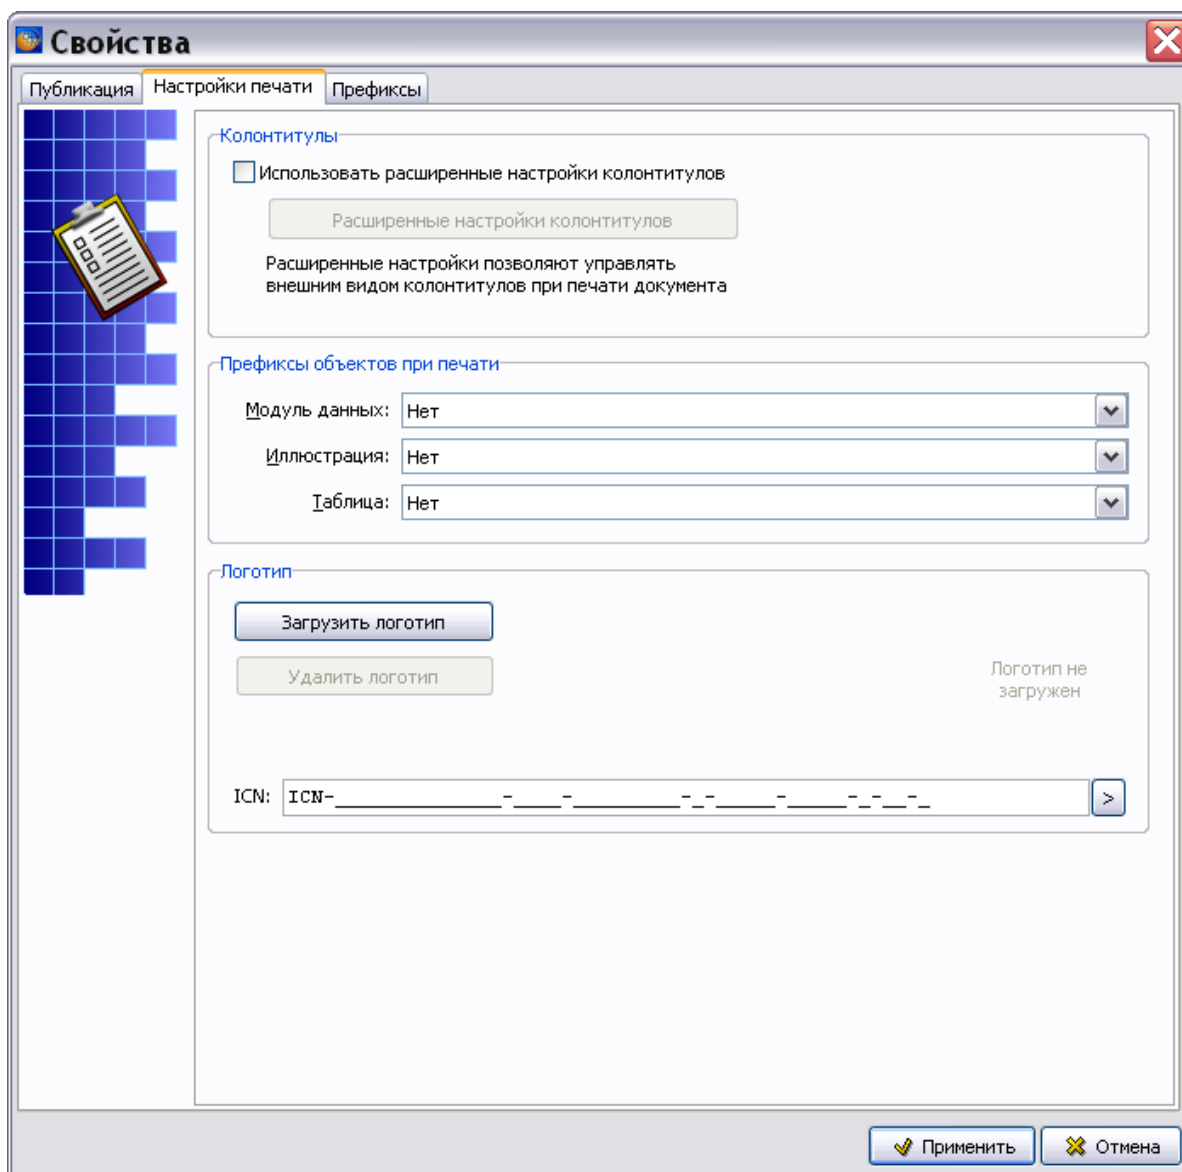 Свойства
Публикация Настройки печати Префиксы
Колонтитулы
Использовать расширенные настройки колонтитулов
Расширенные настройки колонтитулов
Расширенные настройки позволяют управлять
внешним видом колонтитулов при печати документа
Префиксы объектов при печати
Модуль данных: Нет
Иллюстрация: Нет
Таблица: Нет
Логотип
Загрузить логотип
Удалить логотип
Логотип не
загружен
ICN: ICN-______________-____-_________-_-_____-_____-_-__-_ >
Применить Отмена